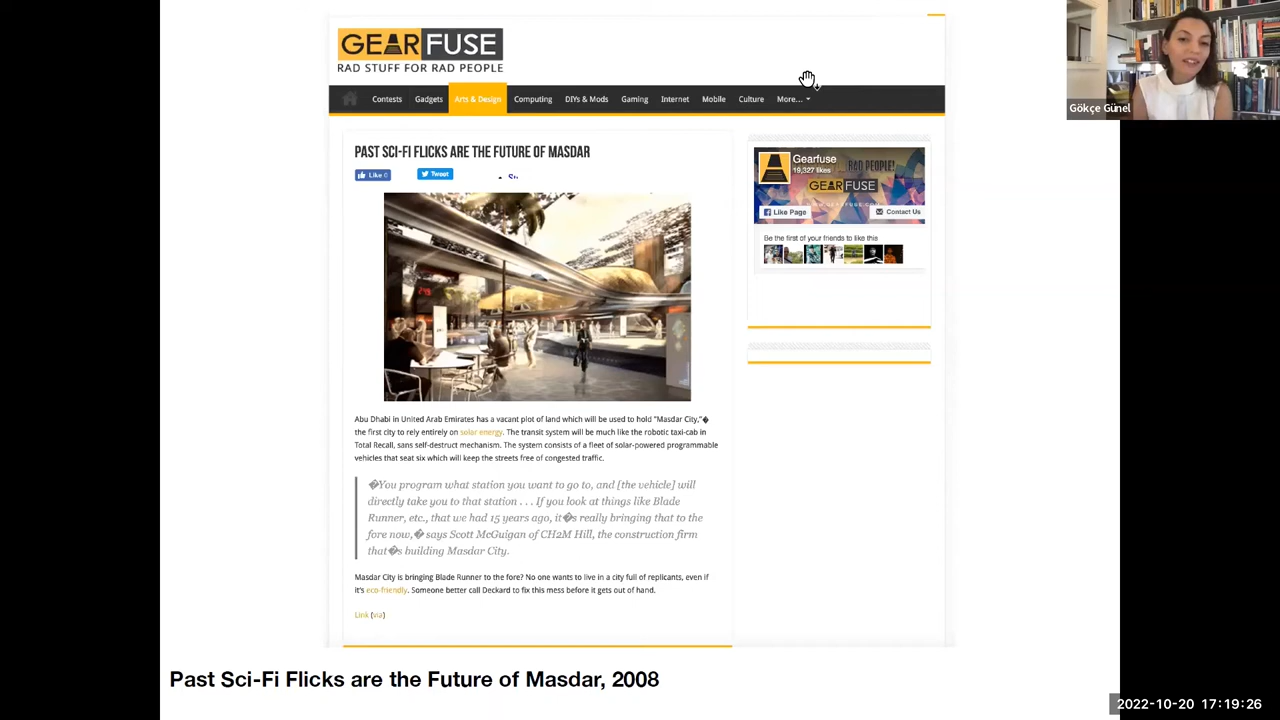 GEARFUSE
RAD STUFF FOR RAD PEOPLE
Contests Gadgets Arts & Design Computing DIYs & Mods Gaming Internet Mobile Culture More...
PAST SCI-FI FLICKS ARE THE FUTURE OF MASDAR
Like 0
Tweet
Gearfuse
19,327 likes
RAD PEOPLE!
GEARFUSE
Like Page
Contact Us
Be the first of your friends to like this
Abu Dhabi in United Arab Emirates has a vacant plot of land which will be used to hold "Masdar City,"�
the first city to rely entirely on solar energy. The transit system will be much like the robotic taxi-cab in
Total Recall, sans self-destruct mechanism. The system consists of a fleet of solar-powered programmable
vehicles that seat six which will keep the streets free of congested traffic.
�You program what station you want to go to, and [the vehicle] will
directly take you to that station . . . If you look at things like Blade
Runner, etc., that we had 15 years ago, it�s really bringing that to the
fore now,� says Scott McGuigan of CH2M Hill, the construction firm
that�s building Masdar City.
Masdar City is bringing Blade Runner to the fore? No one wants to live in a city full of replicants, even if
it's eco-friendly. Someone better call Deckard to fix this mess before it gets out of hand.
Link (via)
Past Sci-Fi Flicks are the Future of Masdar, 2008
Gökçe Günel
2022-10-20 17:19:26